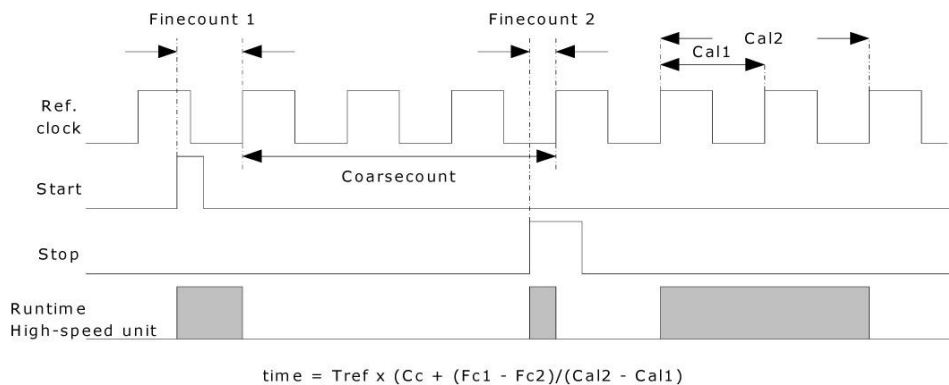 Finecount 1
Finecount 2
Cal2
Cal1
Ref.
clock
Coarsecount
Start
Stop
Runtime
High-speed unit
time = Tref x (Cc + (Fc1 - Fc2)/(Cal2 - Cal1)